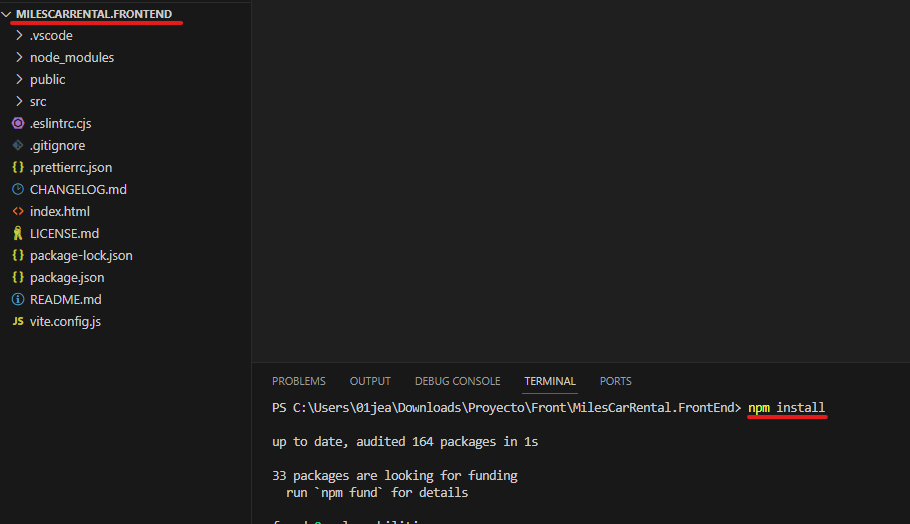 MILESCARRENTAL.FRONTEND
.vscode
node_modules
public
src
.eslintrc.cjs
.gitignore
{} .prettierrc.json
CHANGELOG.md
<> index.html
LICENSE.md
{} package-lock.json
{} package.json
README.md
JS vite.config.js
PROBLEMS OUTPUT DEBUG CONSOLE TERMINAL PORTS
PS C:\Users\01jea\Downloads\Proyecto\Front\MilesCarRental.FrontEnd> npm install
up to date, audited 164 packages in 1s
33 packages are looking for funding
run `npm fund` for details